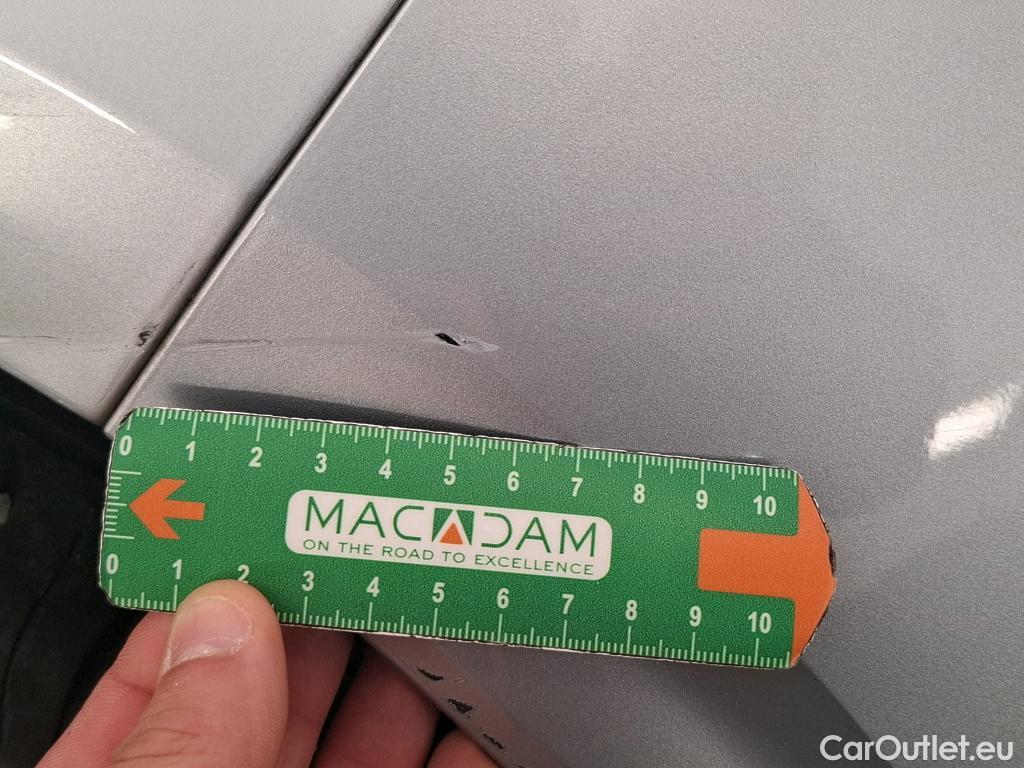 0 1 2 3 4 5 6 7 8 9 10
MACADAM
ON THE ROAD TO EXCELLENCE
0 1 2 3 4 5 6 7 8 9 10
CarOutlet.eu